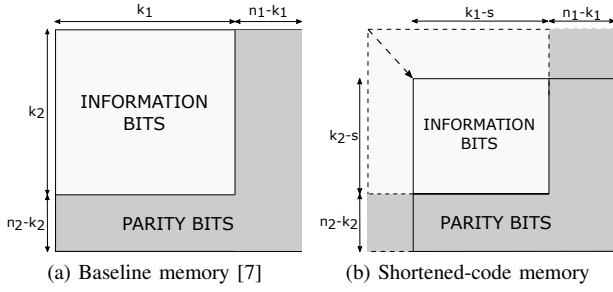 k₁
n₁-k₁
k₂
INFORMATION
BITS
n₂-k₂
PARITY BITS
(a) Baseline memory [7]
k₁-s
n₁-k₁
k₂-s
INFORMATION
BITS
n₂-k₂
PARITY BITS
(b) Shortened-code memory